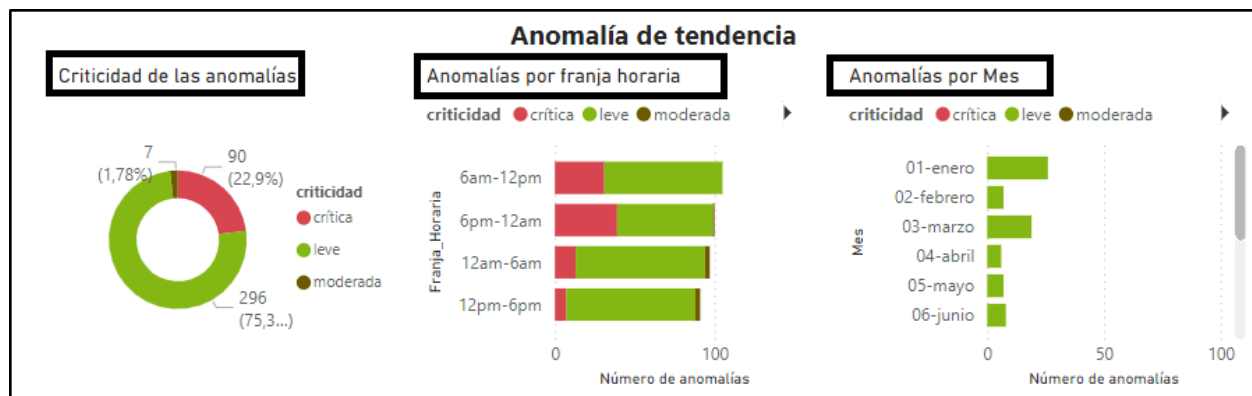 Anomalía de tendencia
Criticidad de las anomalías
7
(1,78%)
90
(22,9%)
296
(75,3...)
criticidad
crítica
leve
moderada
Anomalías por franja horaria
criticidad crítica leve moderada
Franja_Horaria
6am-12pm
6pm-12am
12am-6am
12pm-6pm
0 100
Número de anomalías
Anomalías por Mes
criticidad crítica leve moderada
Mes
01-enero
02-febrero
03-marzo
04-abril
05-mayo
06-junio
0 50 100
Número de anomalías